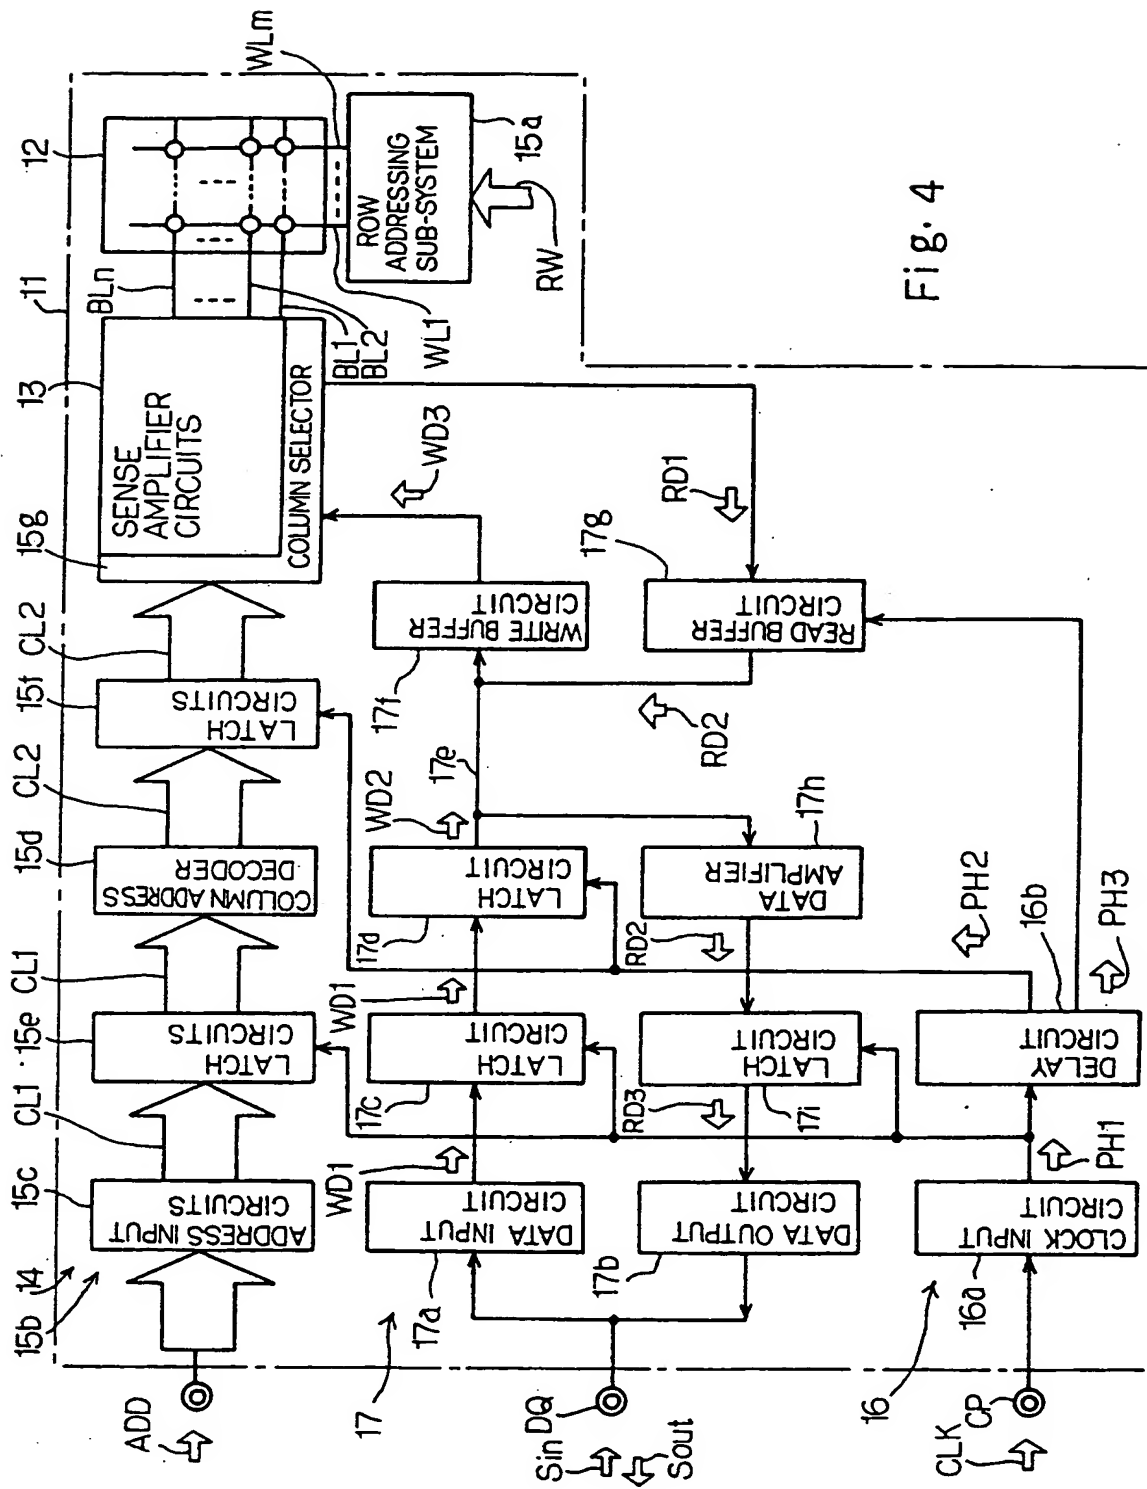 11
12
13
14
15b
15c
CL1
15e
CL1
15d
CL2
15f
CL2
15g
ADD
ADDRESS INPUT
CIRCUITS
LATCH
CIRCUITS
COLUMN ADDRESS
DECODER
LATCH
CIRCUITS
SENSE
AMPLIFIER
CIRCUITS
COLUMN SELECTOR
BLn
BL1
BL2
WL1
WLm
ROW
ADDRESSING
SUB-SYSTEM
15a
RW
17
17a
WD1
17c
WD1
17d
WD2
17e
17f
WD3
DATA INPUT
CIRCUIT
LATCH
CIRCUIT
LATCH
CIRCUIT
WRITE BUFFER
CIRCUIT
Sin
DQ
Sout
17b
RD3
RD2
17h
RD2
17g
RD1
DATA OUTPUT
CIRCUIT
LATCH
CIRCUIT
17i
DATA
AMPLIFIER
READ BUFFER
CIRCUIT
16
16a
CLK
CP
CLOCK INPUT
CIRCUIT
PH1
DELAY
CIRCUIT
16b
PH2
PH3
Fig. 4